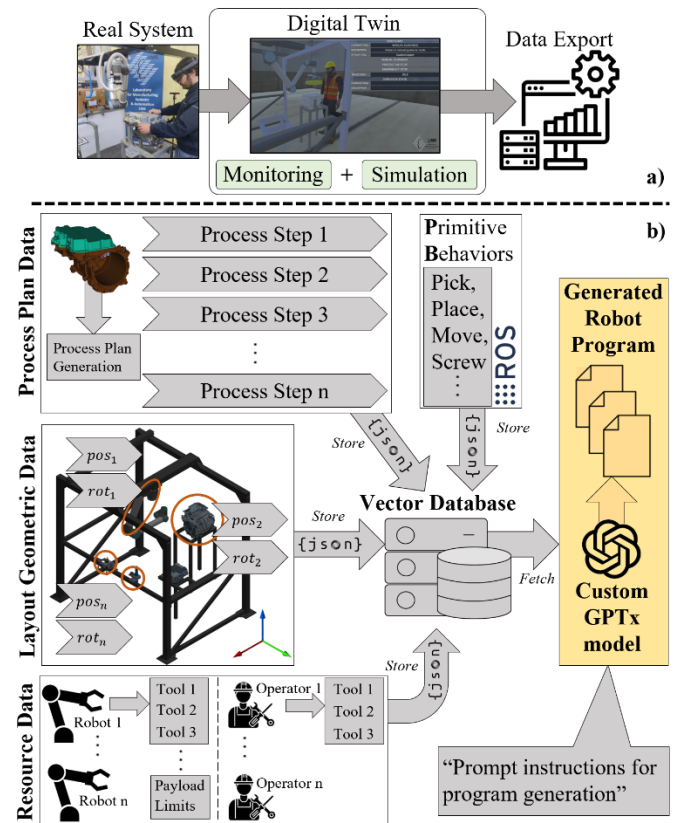 Real System
Digital Twin
Data Export
Monitoring + Simulation
a)
b)
Process Plan Data
Process Plan
Generation
Process Step 1
Process Step 2
Process Step 3
⋮
Process Step n
Primitive
Behaviors
Pick,
Place,
Move,
Screw
⋮
ROS
Store
{json}
Store
{json}
Generated
Robot
Program
Layout Geometric Data
pos₁
rot₁
pos₂
rot₂
posₙ
rotₙ
Store
{json}
Vector Database
Fetch
Custom
GPTx
model
Store
{json}
Resource Data
Robot 1
⋮
Robot n
Tool 1
Tool 2
Tool 3
⋮
Payload
Limits
Operator 1
⋮
Operator n
Tool 1
Tool 2
Tool 3
“Prompt instructions for
program generation”